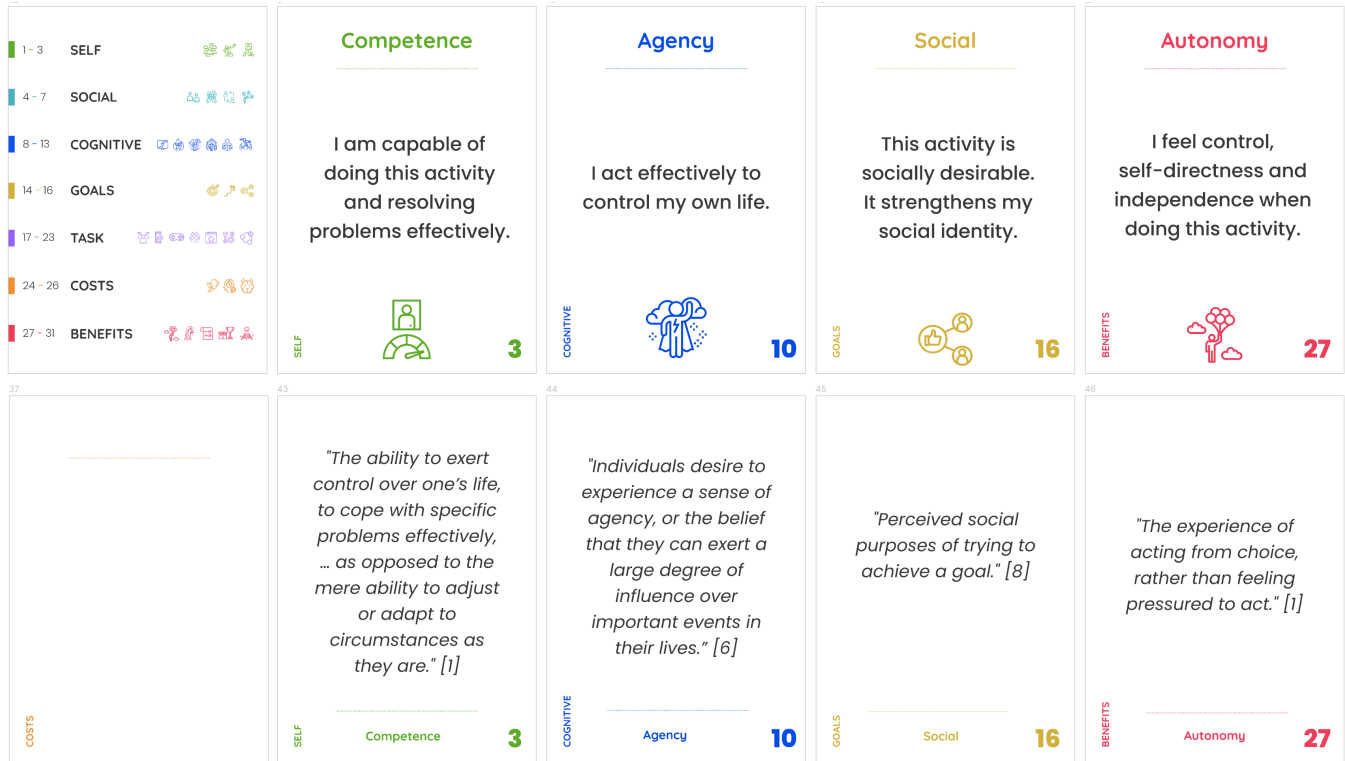 1 - 3 SELF
4 - 7 SOCIAL
8 - 13 COGNITIVE
14 - 16 GOALS
17 - 23 TASK
24 - 26 COSTS
27 - 31 BENEFITS
Competence
I am capable of
doing this activity
and resolving
problems effectively.
SELF
3
Agency
I act effectively to
control my own life.
COGNITIVE
10
Social
This activity is
socially desirable.
It strengthens my
social identity.
GOALS
16
Autonomy
I feel control,
self-directness and
independence when
doing this activity.
BENEFITS
27
37
COSTS
43
"The ability to exert
control over one's life,
to cope with specific
problems effectively,
... as opposed to the
mere ability to adjust
or adapt to
circumstances as
they are." [1]
SELF
Competence
3
44
"Individuals desire to
experience a sense of
agency, or the belief
that they can exert a
large degree of
influence over
important events in
their lives.” [6]
COGNITIVE
Agency
10
45
"Perceived social
purposes of trying to
achieve a goal." [8]
GOALS
Social
16
46
"The experience of
acting from choice,
rather than feeling
pressured to act." [1]
BENEFITS
Autonomy
27